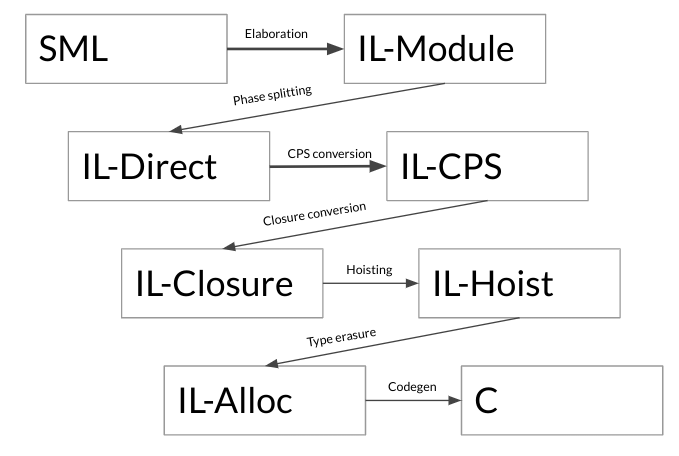 SML
Elaboration
IL-Module
Phase splitting
IL-Direct
CPS conversion
IL-CPS
Closure conversion
IL-Closure
Hoisting
IL-Hoist
Type erasure
IL-Alloc
Codegen
C